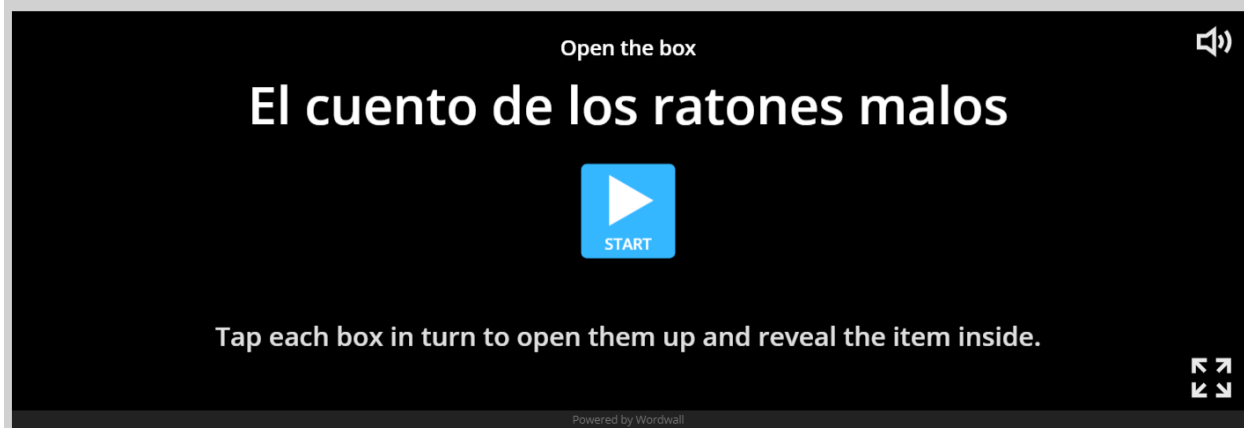 Open the box
El cuento de los ratones malos
START
Tap each box in turn to open them up and reveal the item inside.
Powered by Wordwall